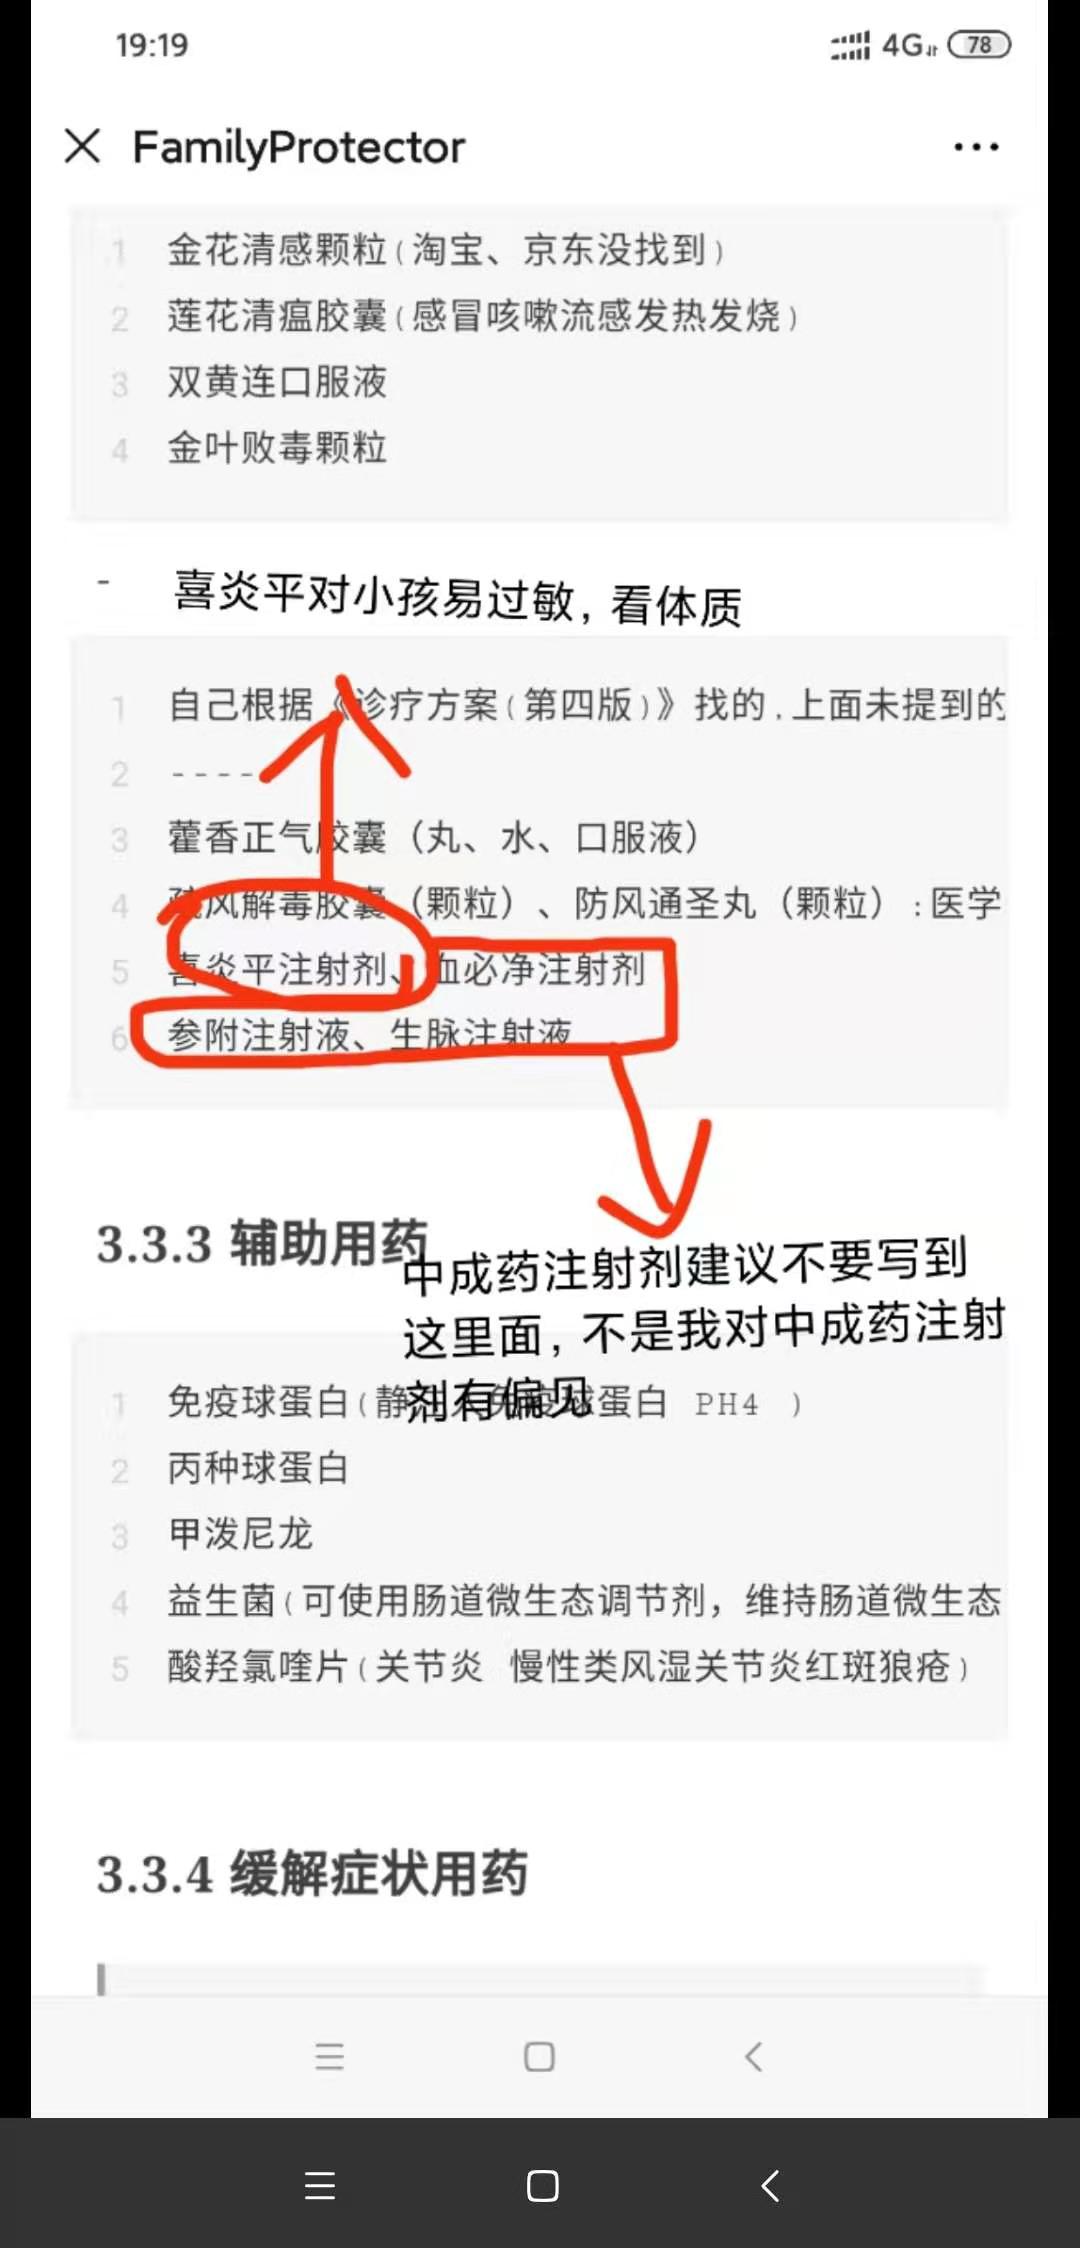 19:19
4G 78
FamilyProtector
1 金花清感颗粒(淘宝、京东没找到)
2 莲花清瘟胶囊(感冒咳嗽流感发热发烧)
3 双黄连口服液
4 金叶败毒颗粒
- 喜炎平对小孩易过敏,看体质
1 自己根据《诊疗方案(第四版)》找的,上面未提到的
2 ----
3 藿香正气胶囊（丸、水、口服液）
4 疏风解毒胶囊（颗粒）、防风通圣丸（颗粒）:医学
5 喜炎平注射剂、血必净注射剂
6 参附注射液、生脉注射液
3.3.3 辅助用药
中成药注射剂建议不要写到
这里面,不是我对中成药注射
剂有偏见
1 免疫球蛋白(静 球蛋白 PH4 )
2 丙种球蛋白
3 甲泼尼龙
4 益生菌(可使用肠道微生态调节剂，维持肠道微生态
5 酸羟氯喹片(关节炎 慢性类风湿关节炎红斑狼疮)
3.3.4 缓解症状用药